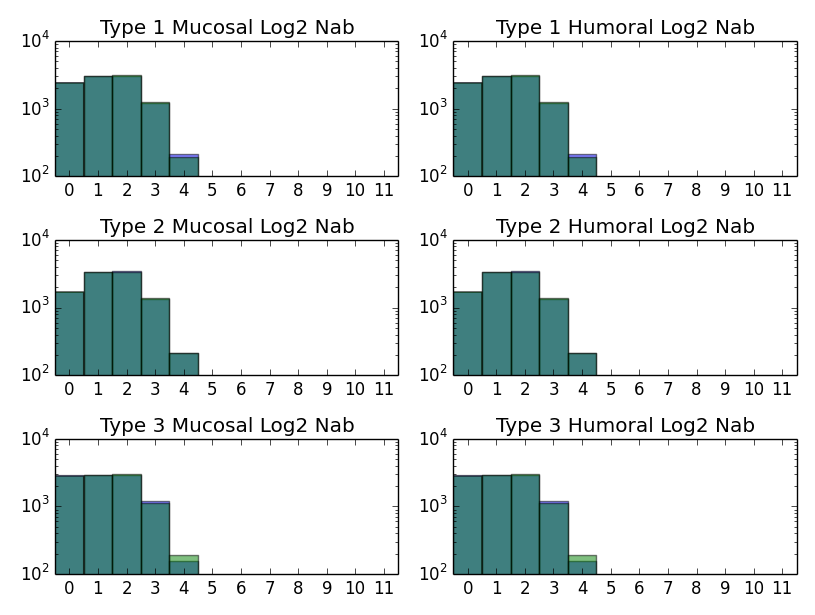 Type 1 Mucosal Log2 Nab
10^4
10^3
10^2
0 1 2 3 4 5 6 7 8 9 10 11
Type 1 Humoral Log2 Nab
10^4
10^3
10^2
0 1 2 3 4 5 6 7 8 9 10 11
Type 2 Mucosal Log2 Nab
10^4
10^3
10^2
0 1 2 3 4 5 6 7 8 9 10 11
Type 2 Humoral Log2 Nab
10^4
10^3
10^2
0 1 2 3 4 5 6 7 8 9 10 11
Type 3 Mucosal Log2 Nab
10^4
10^3
10^2
0 1 2 3 4 5 6 7 8 9 10 11
Type 3 Humoral Log2 Nab
10^4
10^3
10^2
0 1 2 3 4 5 6 7 8 9 10 11